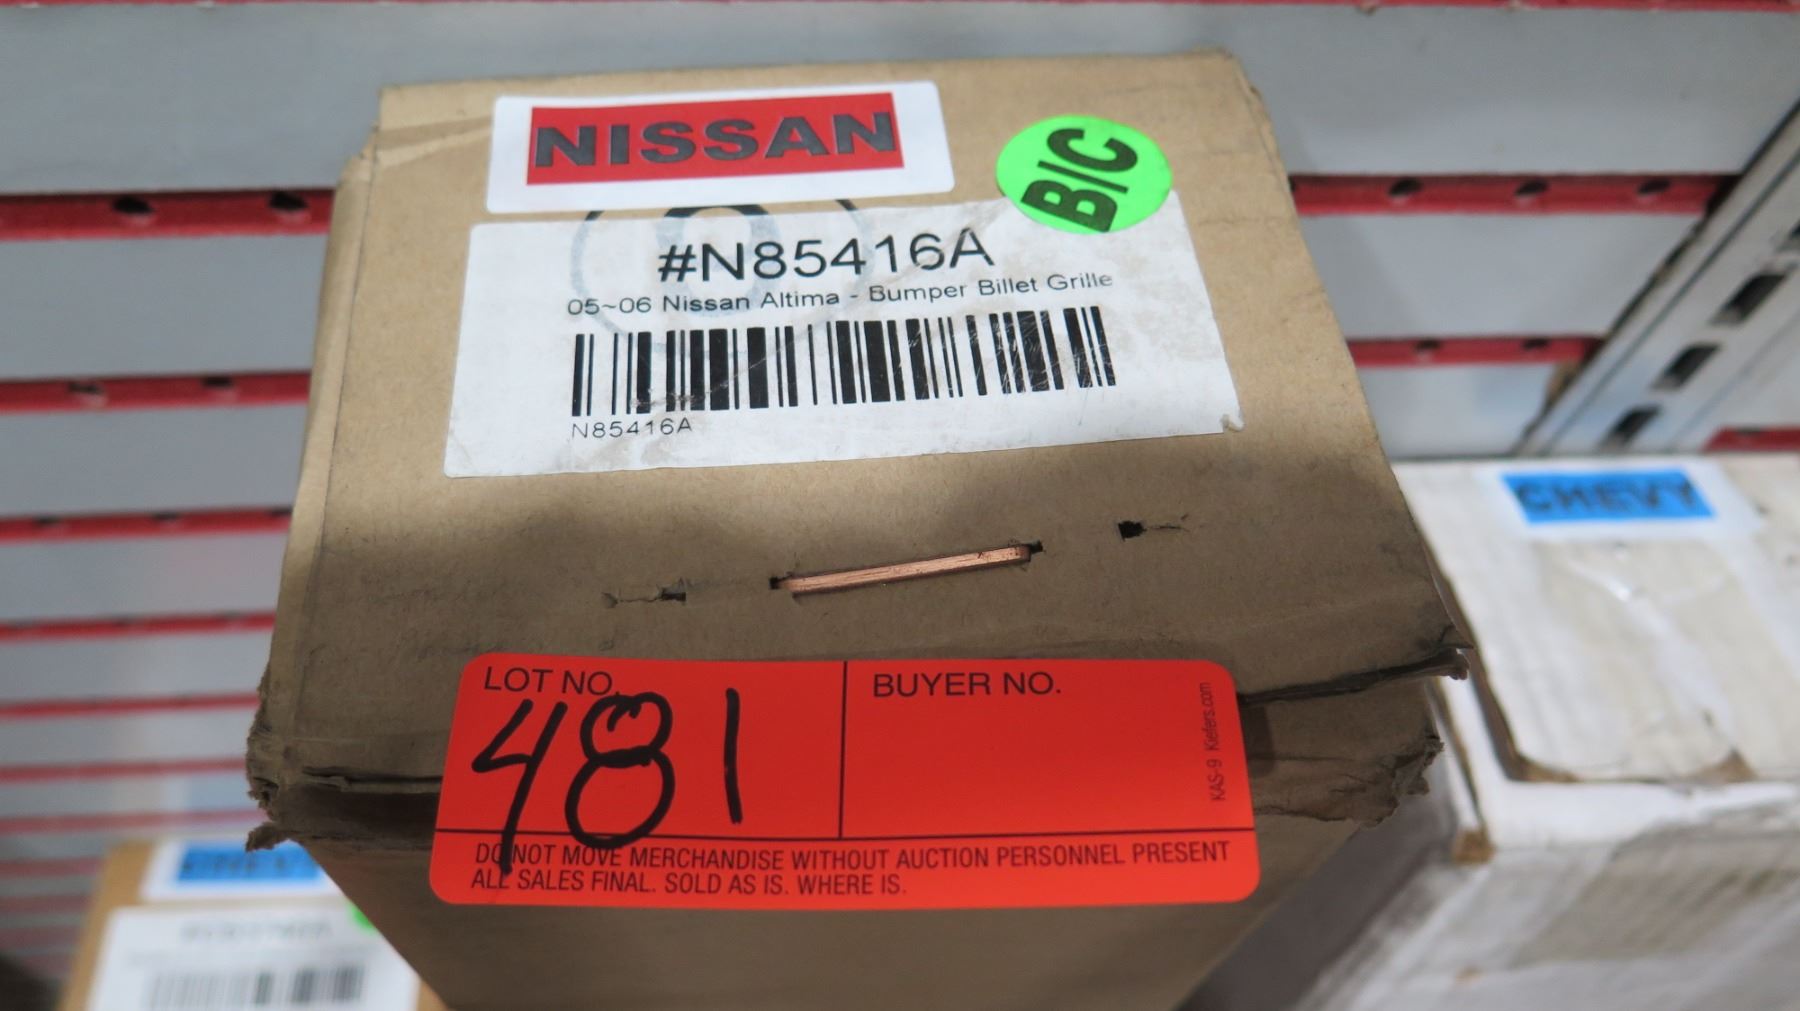 NISSAN
B/C
#N85416A
05~06 Nissan Altima - Bumper Billet Grille
N85416A
CHEVY
LOT NO.
481
BUYER NO.
KAS-9 Kiefers.com
DO NOT MOVE MERCHANDISE WITHOUT AUCTION PERSONNEL PRESENT
ALL SALES FINAL. SOLD AS IS. WHERE IS.
CHEVY